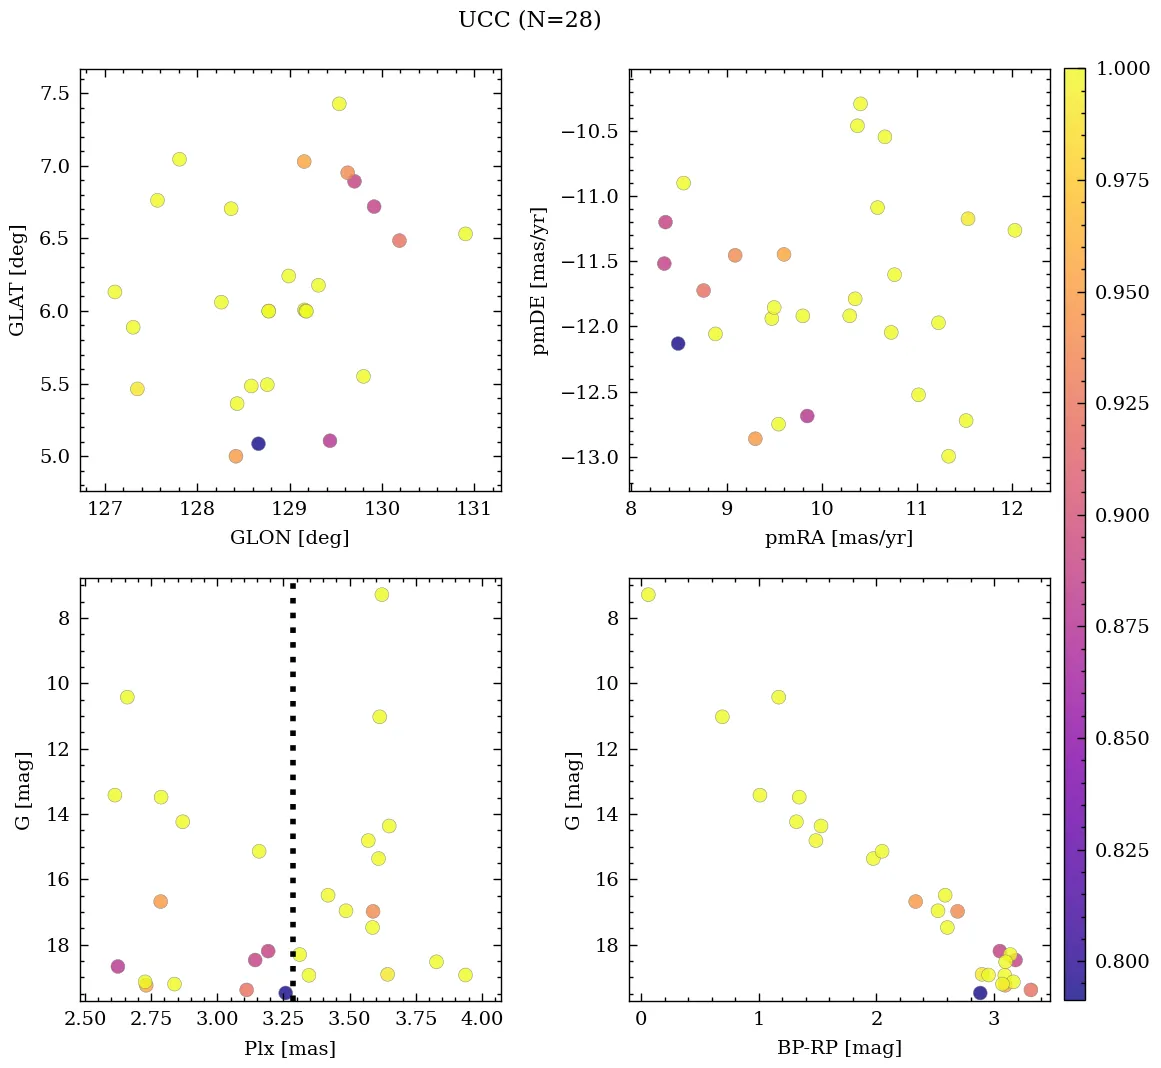 UCC (N=28)
7.5
7.0
6.5
6.0
5.5
5.0
GLAT [deg]
127 128 129 130 131
GLON [deg]
−10.5
−11.0
−11.5
−12.0
−12.5
−13.0
pmDE [mas/yr]
8 9 10 11 12
pmRA [mas/yr]
8
10
12
14
16
18
G [mag]
2.50 2.75 3.00 3.25 3.50 3.75 4.00
Plx [mas]
8
10
12
14
16
18
G [mag]
0 1 2 3
BP-RP [mag]
1.000
0.975
0.950
0.925
0.900
0.875
0.850
0.825
0.800